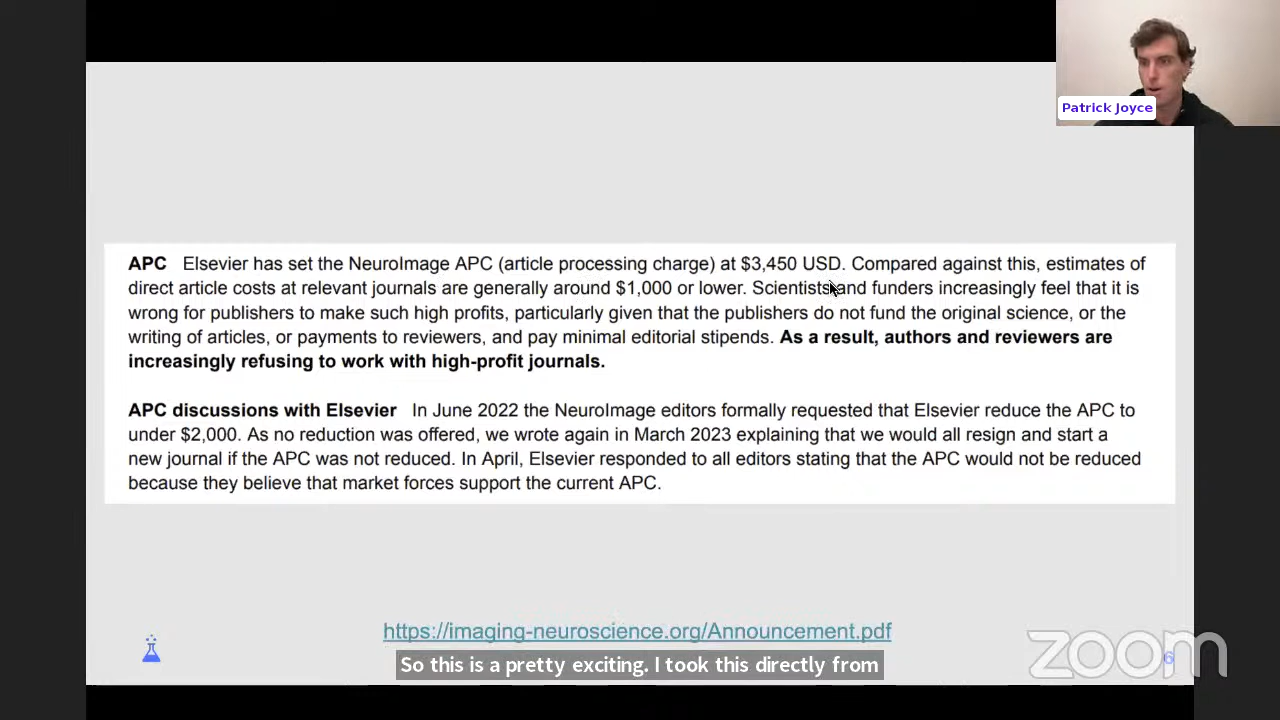 Patrick Joyce
APC Elsevier has set the NeuroImage APC (article processing charge) at $3,450 USD. Compared against this, estimates of
direct article costs at relevant journals are generally around $1,000 or lower. Scientists and funders increasingly feel that it is
wrong for publishers to make such high profits, particularly given that the publishers do not fund the original science, or the
writing of articles, or payments to reviewers, and pay minimal editorial stipends. As a result, authors and reviewers are
increasingly refusing to work with high-profit journals.
APC discussions with Elsevier In June 2022 the NeuroImage editors formally requested that Elsevier reduce the APC to
under $2,000. As no reduction was offered, we wrote again in March 2023 explaining that we would all resign and start a
new journal if the APC was not reduced. In April, Elsevier responded to all editors stating that the APC would not be reduced
because they believe that market forces support the current APC.
https://imaging-neuroscience.org/Announcement.pdf
So this is a pretty exciting. I took this directly from
zoom
6